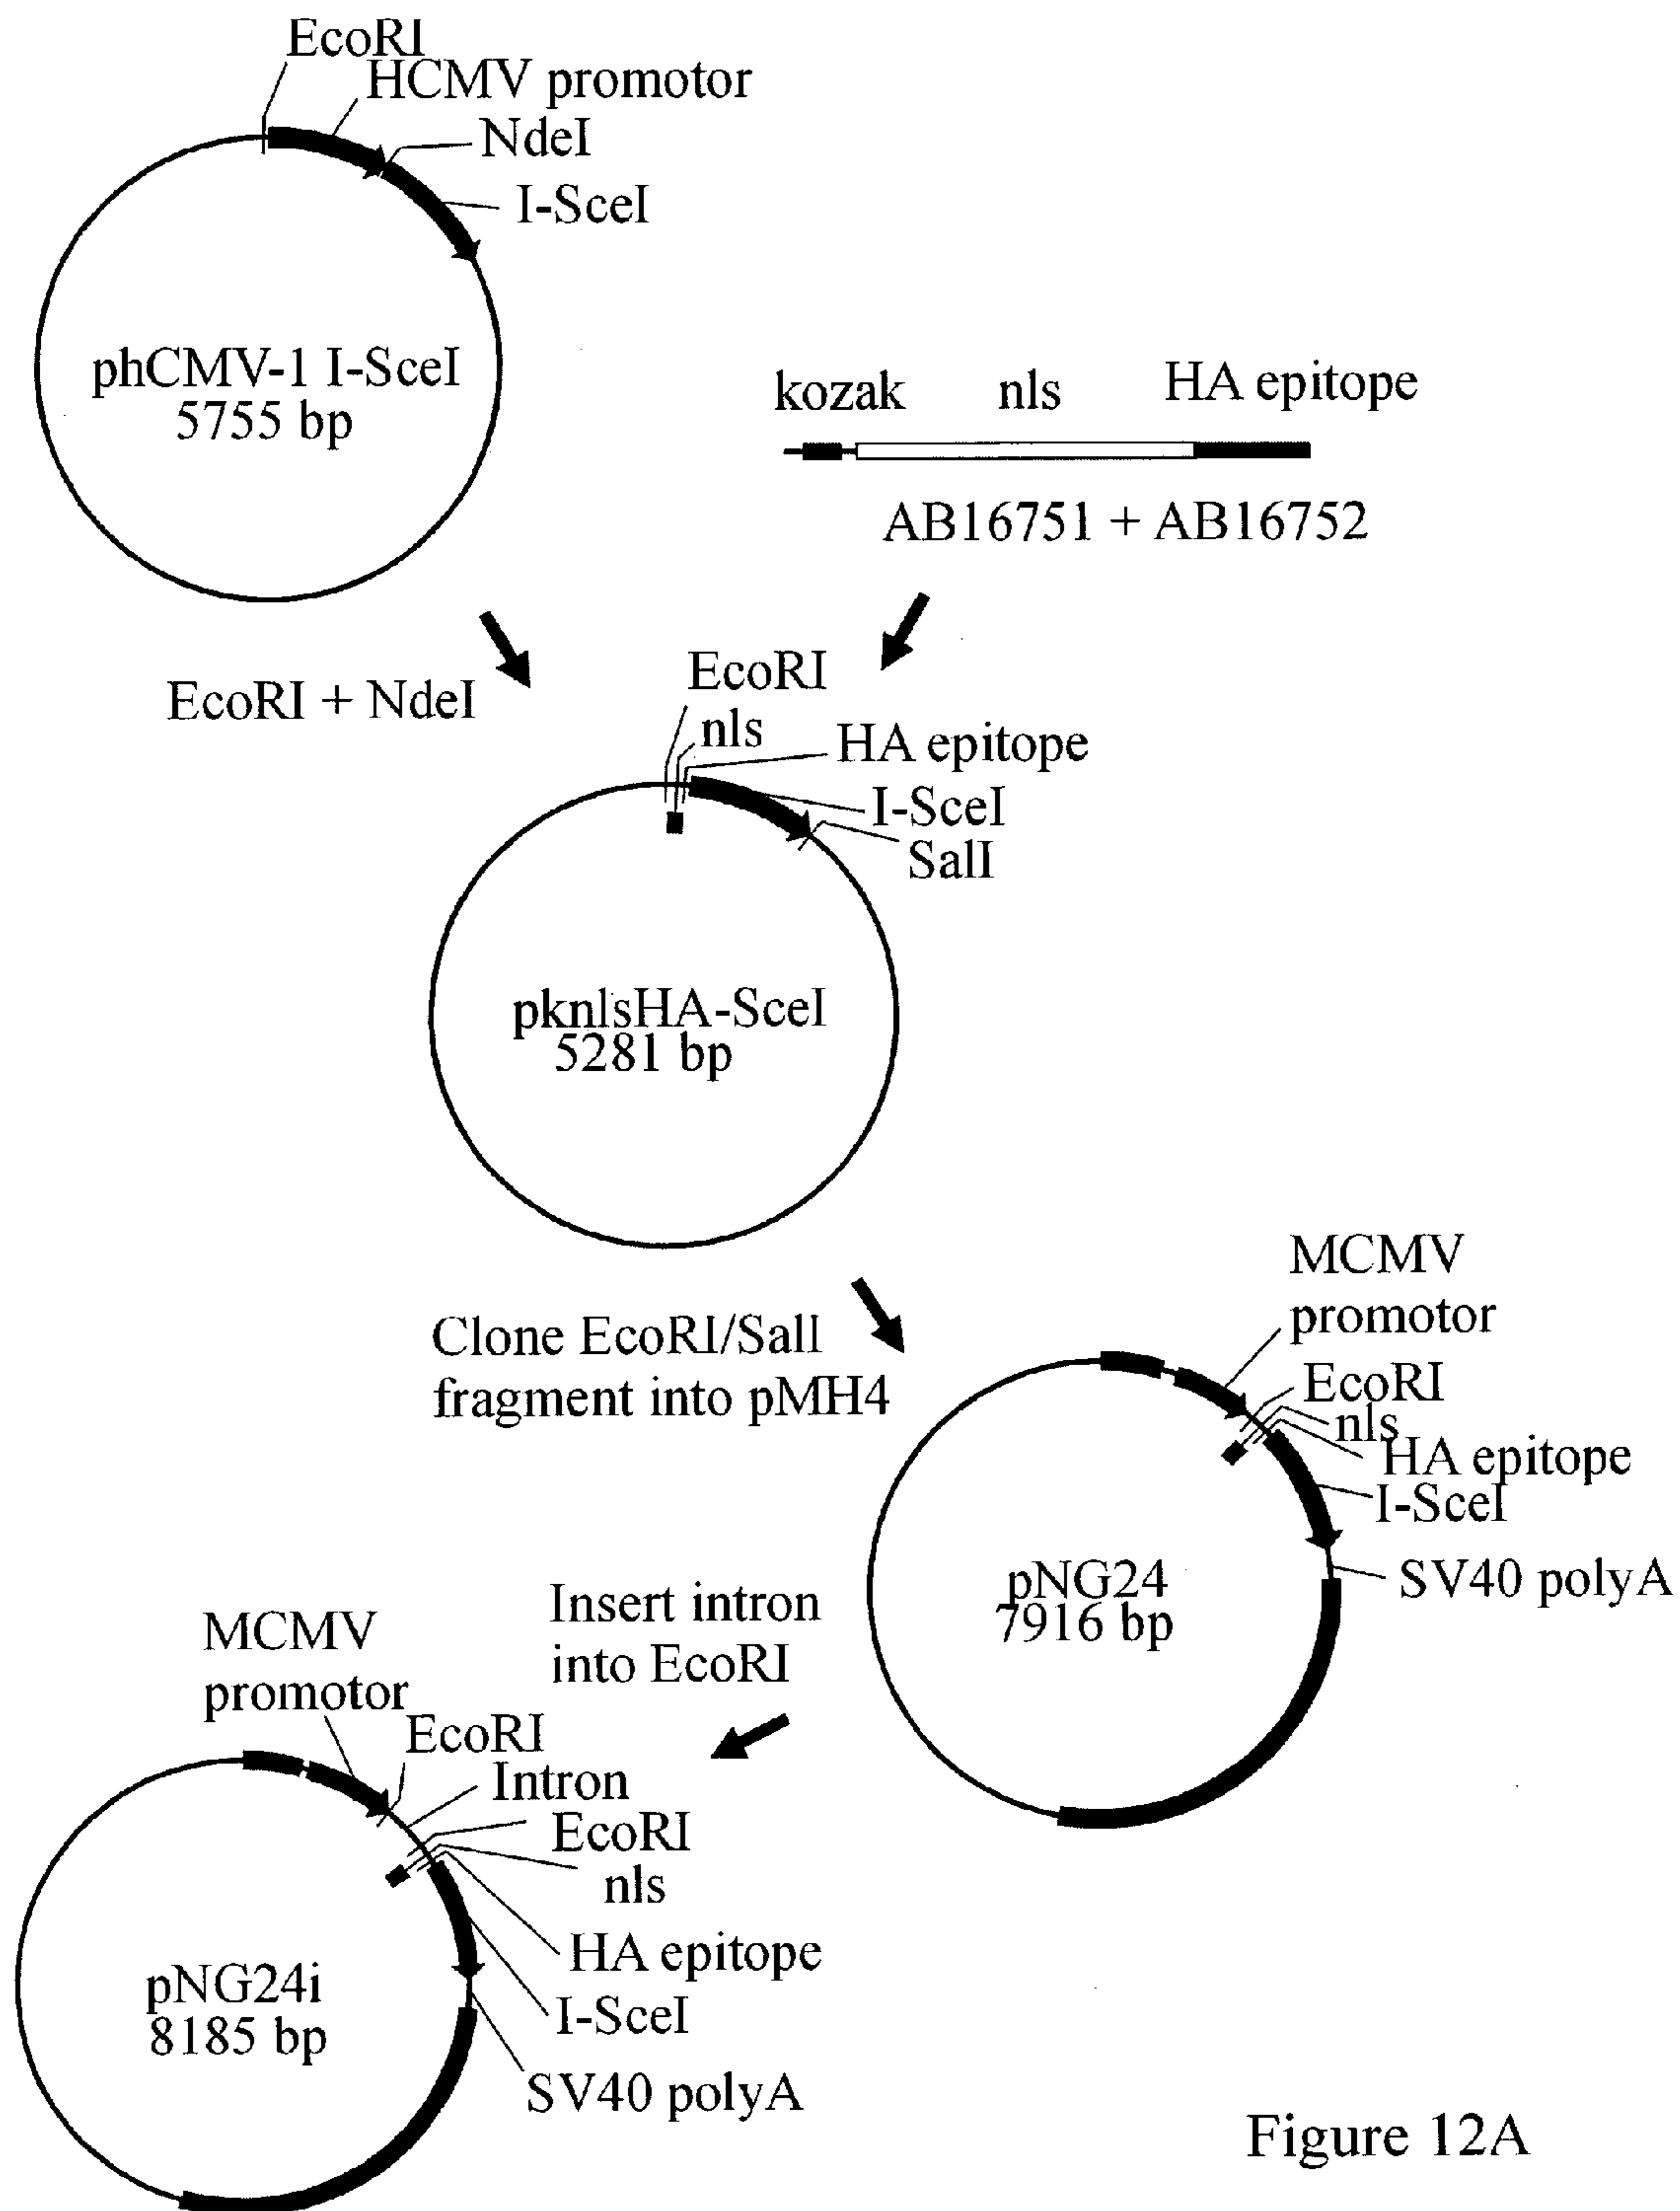 EcoRI
HCMV promotor
NdeI
I-SceI
phCMV-1 I-SceI
5755 bp
kozak nls HA epitope
AB16751 + AB16752
EcoRI + NdeI
EcoRI
nls
HA epitope
I-SceI
SalI
pknlsHA-SceI
5281 bp
Clone EcoRI/SalI
fragment into pMH4
MCMV
promotor
EcoRI
nls
HA epitope
I-SceI
SV40 polyA
pNG24
7916 bp
Insert intron
into EcoRI
MCMV
promotor
EcoRI
Intron
EcoRI
nls
HA epitope
I-SceI
SV40 polyA
pNG24i
8185 bp
Figure 12A